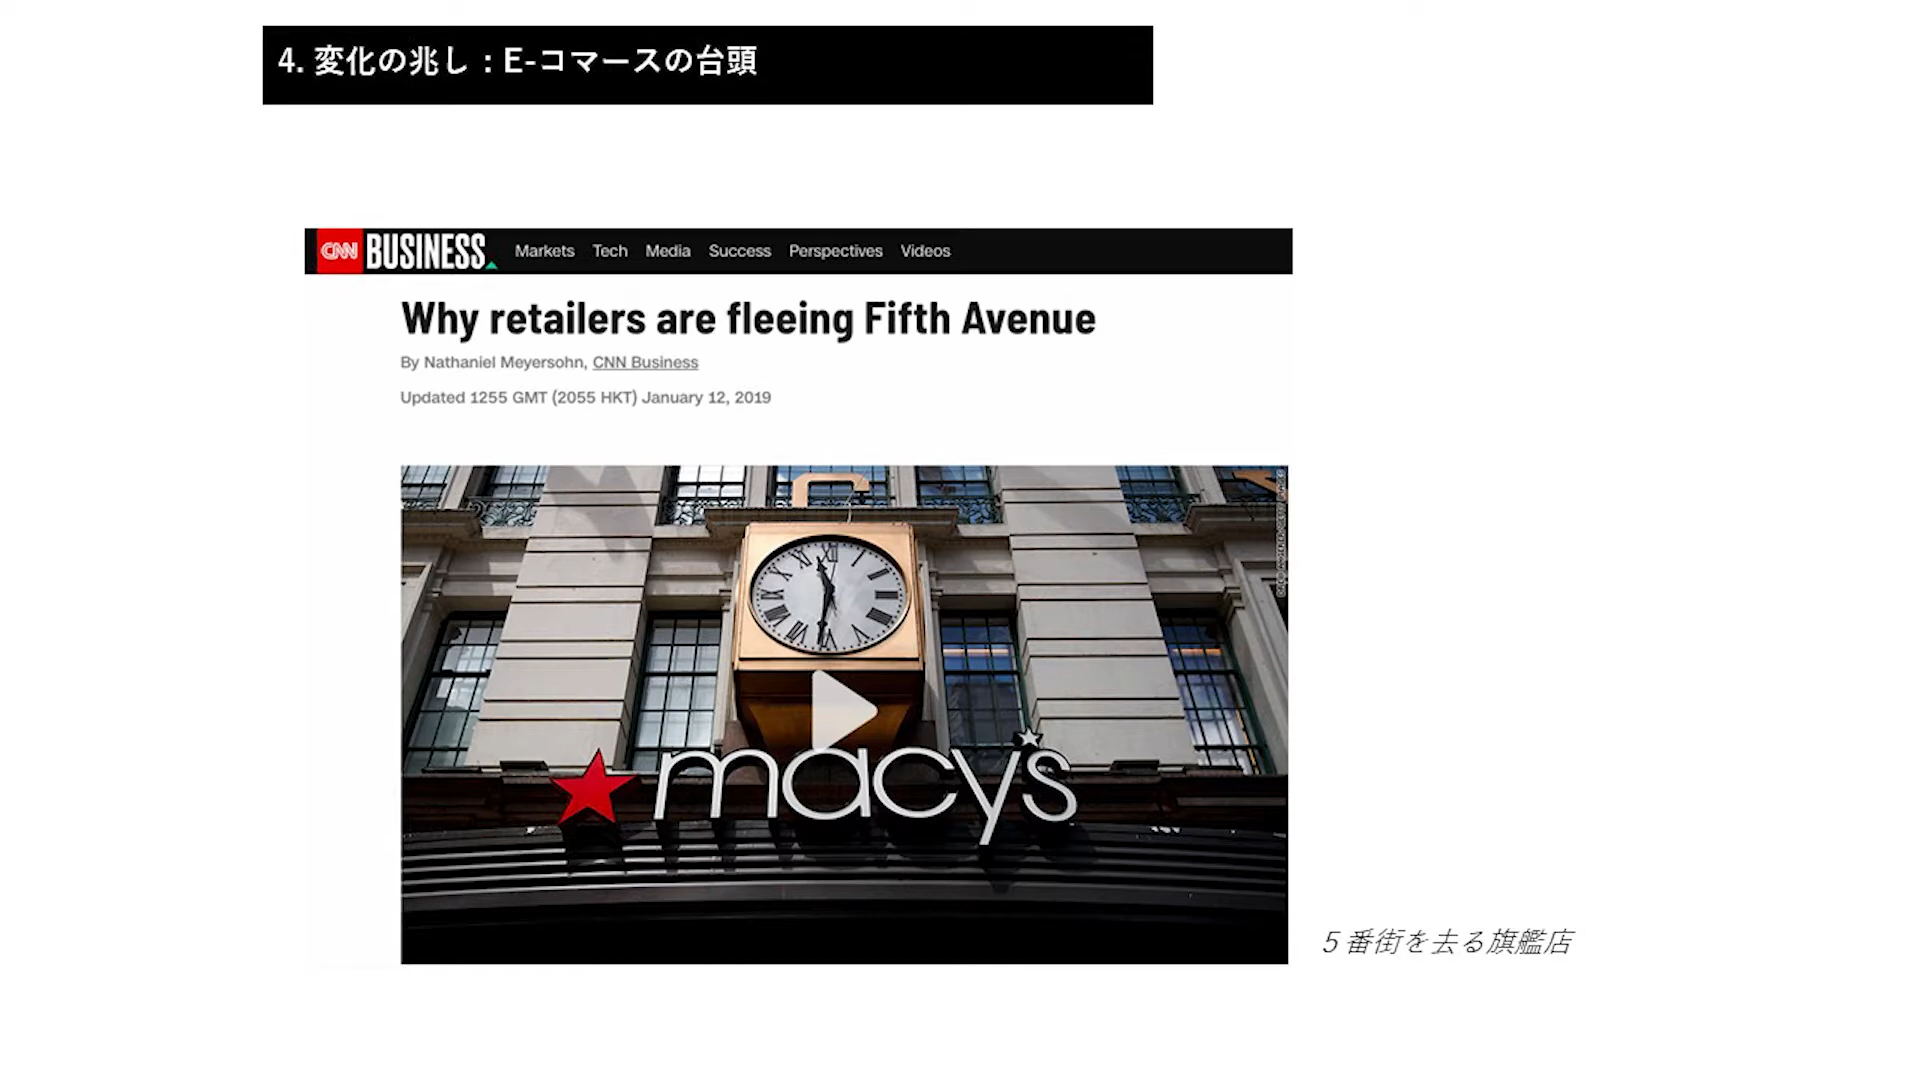 4. 変化の兆し：E-コマースの台頭
CNN BUSINESS Markets Tech Media Success Perspectives Videos
Why retailers are fleeing Fifth Avenue
By Nathaniel Meyersohn, CNN Business
Updated 1255 GMT (2055 HKT) January 12, 2019
macy's
５番街を去る旗艦店